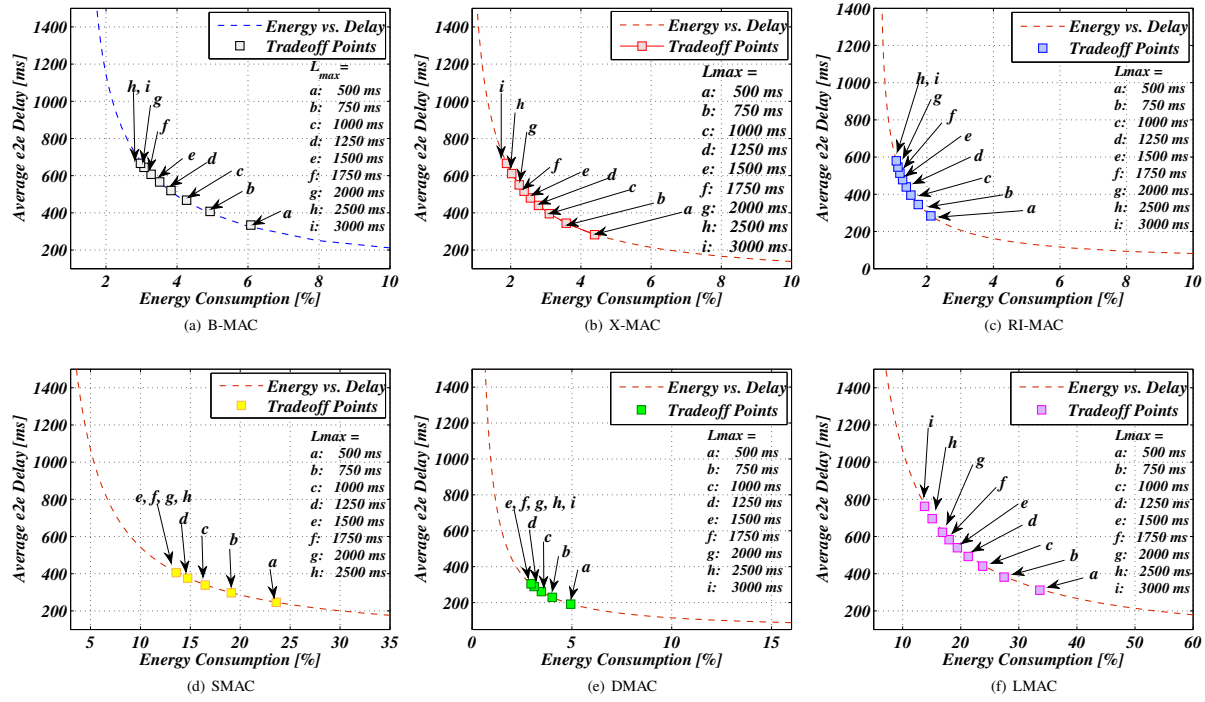 Energy vs. Delay
Tradeoff Points
L_max =
a: 500 ms
b: 750 ms
c: 1000 ms
d: 1250 ms
e: 1500 ms
f: 1750 ms
g: 2000 ms
h: 2500 ms
i: 3000 ms
h, i
g
f
e
d
c
b
a
1400
1200
1000
800
600
400
200
2 4 6 8 10
Average e2e Delay [ms]
Energy Consumption [%]
(a) B-MAC
Energy vs. Delay
Tradeoff Points
Lmax =
a: 500 ms
b: 750 ms
c: 1000 ms
d: 1250 ms
e: 1500 ms
f: 1750 ms
g: 2000 ms
h: 2500 ms
i: 3000 ms
i
h
g
f
e
d
c
b
a
1400
1200
1000
800
600
400
200
2 4 6 8 10
Average e2e Delay [ms]
Energy Consumption [%]
(b) X-MAC
Energy vs. Delay
Tradeoff Points
Lmax =
a: 500 ms
b: 750 ms
c: 1000 ms
d: 1250 ms
e: 1500 ms
f: 1750 ms
g: 2000 ms
h: 2500 ms
i: 3000 ms
h, i
g
f
e
d
b
a
1400
1200
1000
800
600
400
200
0
0 2 4 6 8 10
Average e2e Delay [ms]
Energy Consumption [%]
(c) RI-MAC
Energy vs. Delay
Tradeoff Points
Lmax =
a: 500 ms
b: 750 ms
c: 1000 ms
d: 1250 ms
e: 1500 ms
f: 1750 ms
g: 2000 ms
h: 2500 ms
e, f, g, h
d
c
b
a
1400
1200
1000
800
600
400
200
5 10 15 20 25 30 35
Average e2e Delay [ms]
Energy Consumption [%]
(d) SMAC
Energy vs. Delay
Tradeoff Points
Lmax =
a: 500 ms
b: 750 ms
c: 1000 ms
d: 1250 ms
e: 1500 ms
f: 1750 ms
g: 2000 ms
h: 2500 ms
i: 3000 ms
e, f, g, h, i
d
c
b
a
1400
1200
1000
800
600
400
200
0 5 10 15
Average e2e Delay [ms]
Energy Consumption [%]
(e) DMAC
Energy vs. Delay
Tradeoff Points
Lmax =
a: 500 ms
b: 750 ms
c: 1000 ms
d: 1250 ms
e: 1500 ms
f: 1750 ms
g: 2000 ms
h: 2500 ms
i: 3000 ms
i
h
g
f
e
d
c
b
a
1400
1200
1000
800
600
400
200
10 20 30 40 50 60
Average e2e Delay [ms]
Energy Consumption [%]
(f) LMAC